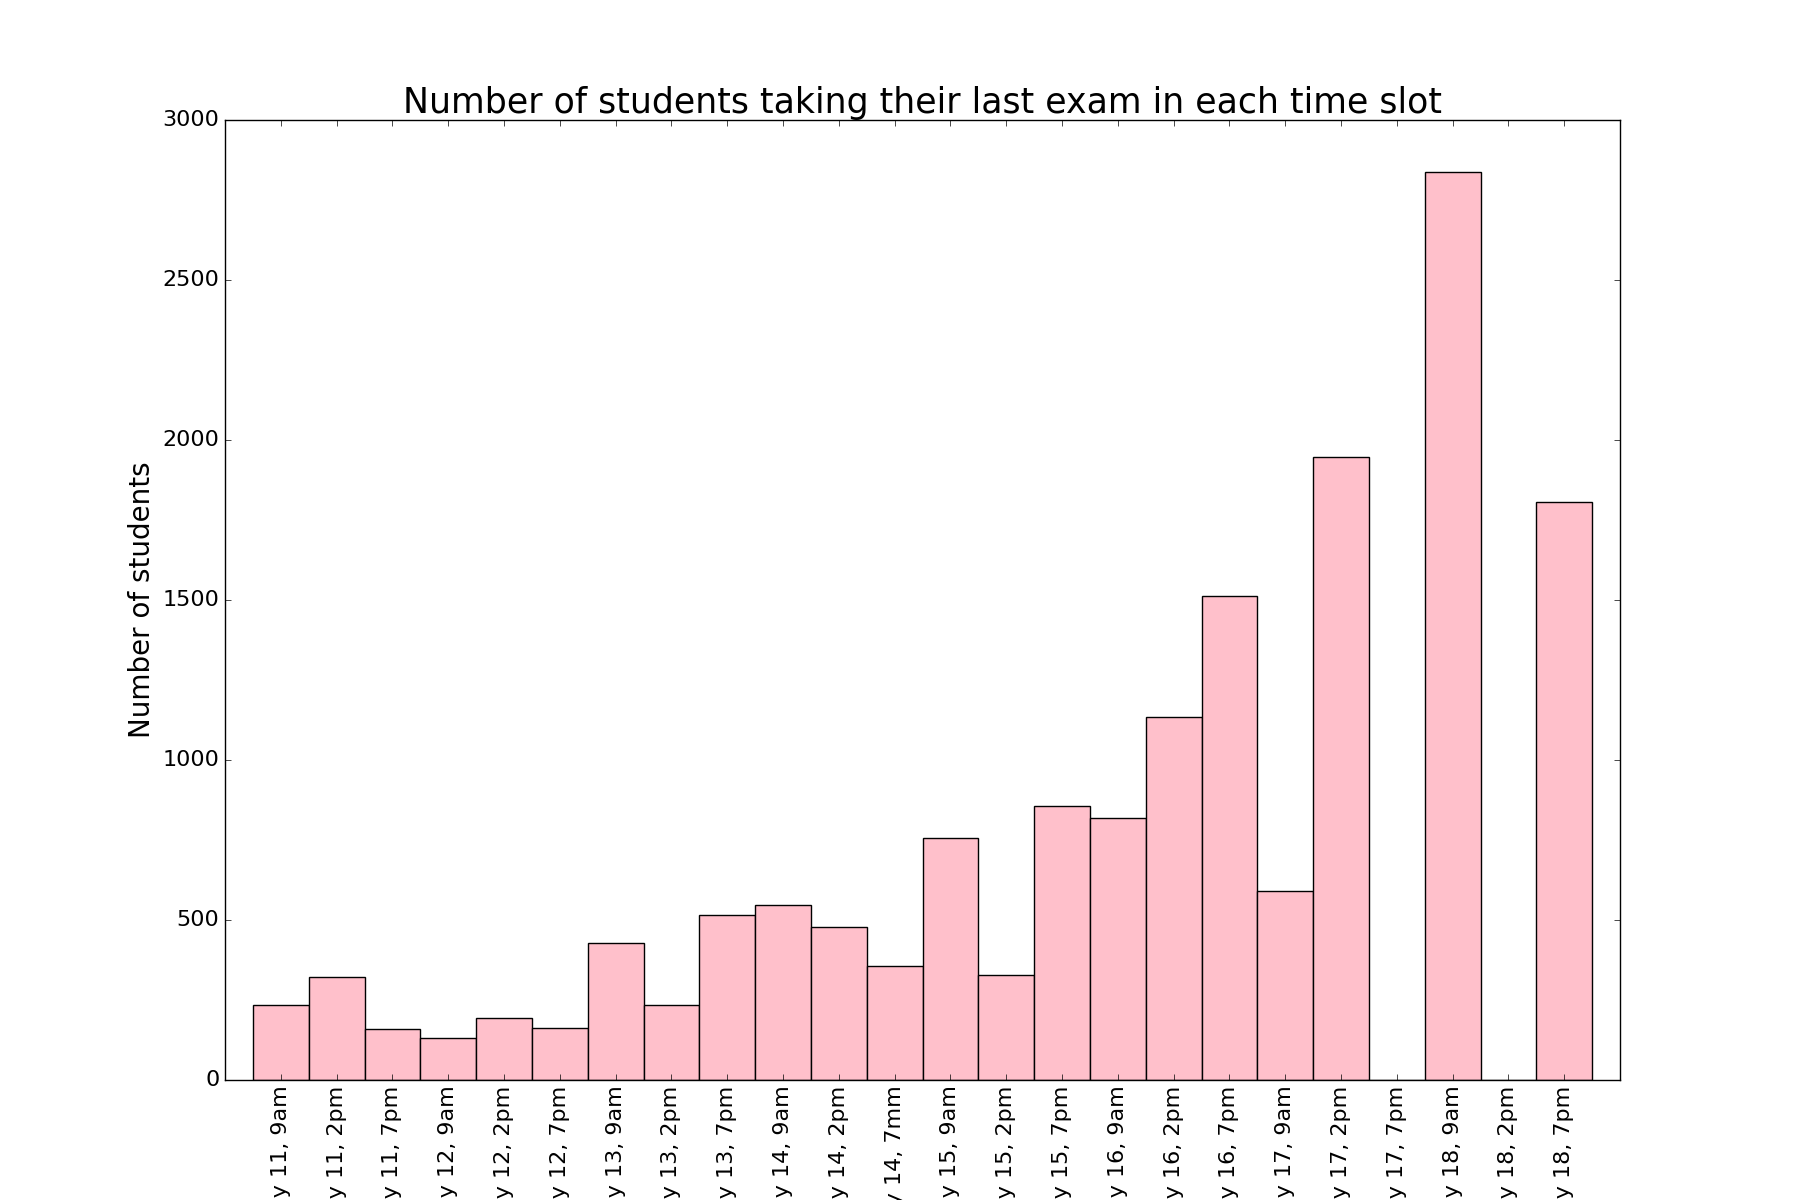 Number of students taking their last exam in each time slot
3000
2500
2000
1500
1000
500
0
Number of students
y 11, 9am
y 11, 2pm
y 11, 7pm
y 12, 9am
y 12, 2pm
y 12, 7pm
y 13, 9am
y 13, 2pm
y 13, 7pm
y 14, 9am
y 14, 2pm
y 14, 7mm
y 15, 9am
y 15, 2pm
y 15, 7pm
y 16, 9am
y 16, 2pm
y 16, 7pm
y 17, 9am
y 17, 2pm
y 17, 7pm
y 18, 9am
y 18, 2pm
y 18, 7pm